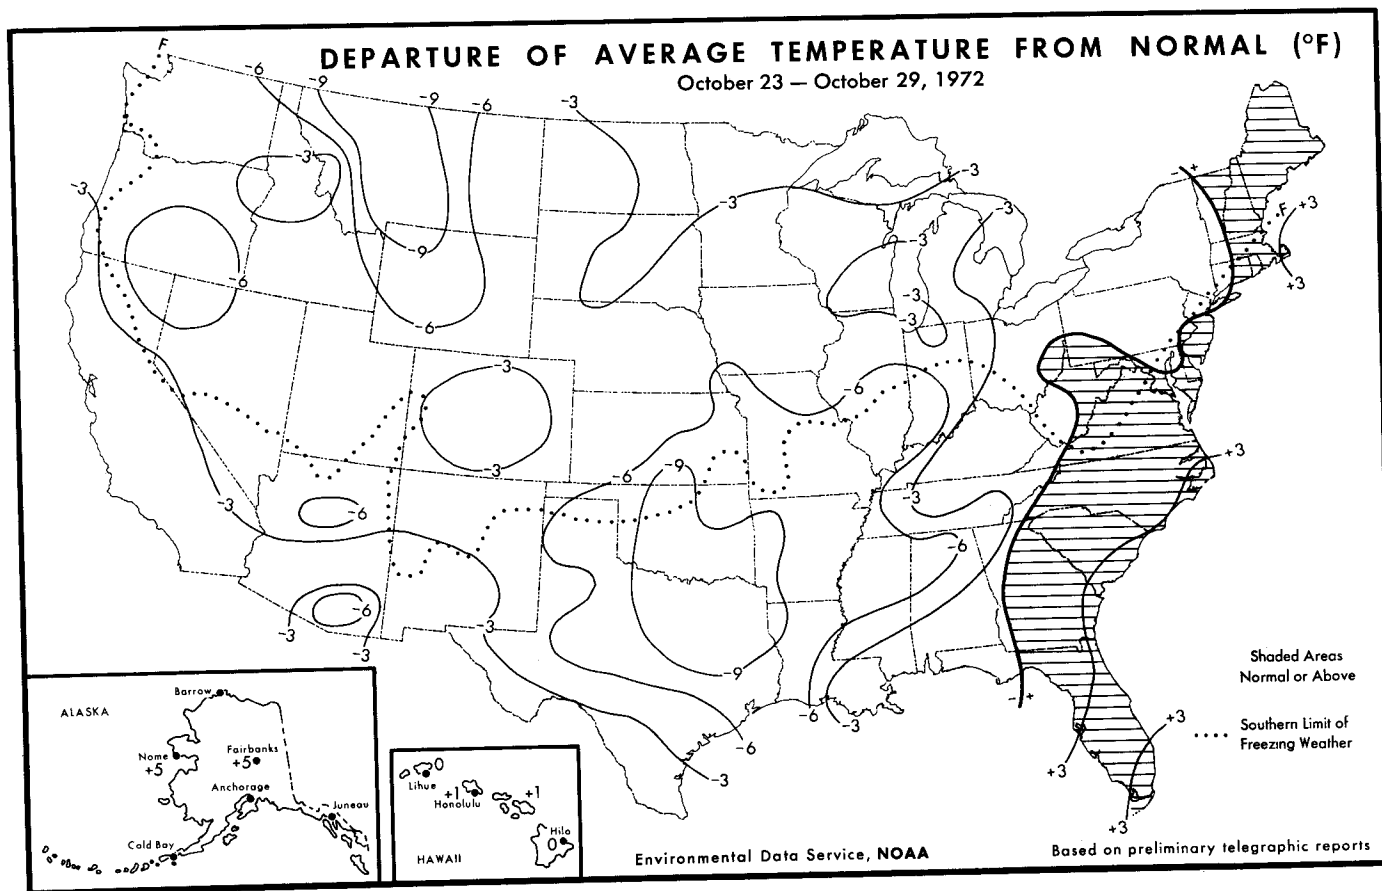 DEPARTURE OF AVERAGE TEMPERATURE FROM NORMAL (°F)
October 23 — October 29, 1972
F
-6
-9
-9
-6
-3
-3
-3
-3
-3
-3
- +
F
+3
-3
-9
-3
-6
+3
-3
-6
-3
-3
-6
-3
-6
-9
+3
-3
-3
-6
-6
-6
-3
-3
-3
-9
- +
-6
-3
-6
-3
+3
+3
+3
Shaded Areas
Normal or Above
Southern Limit of
Freezing Weather
ALASKA
Barrow
Nome
+5
Fairbanks
+5
Anchorage
Juneau
Cold Bay
0
Lihue
+1
Honolulu
+1
Hilo
0
HAWAII
Environmental Data Service, NOAA
Based on preliminary telegraphic reports